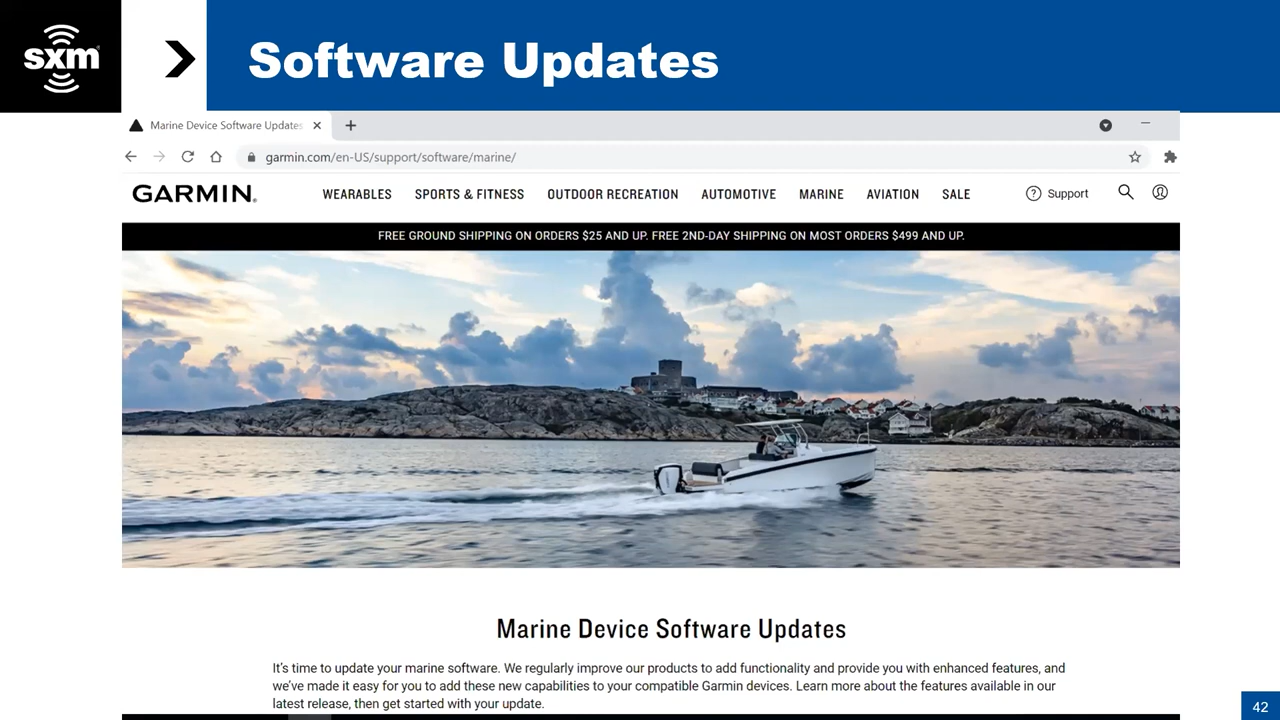 sxm
Software Updates
Marine Device Software Updates
garmin.com/en-US/support/software/marine/
GARMIN.
WEARABLES SPORTS & FITNESS OUTDOOR RECREATION AUTOMOTIVE MARINE AVIATION SALE Support
FREE GROUND SHIPPING ON ORDERS $25 AND UP. FREE 2ND-DAY SHIPPING ON MOST ORDERS $499 AND UP.
Marine Device Software Updates
It's time to update your marine software. We regularly improve our products to add functionality and provide you with enhanced features, and
we've made it easy for you to add these new capabilities to your compatible Garmin devices. Learn more about the features available in our
latest release, then get started with your update.
42